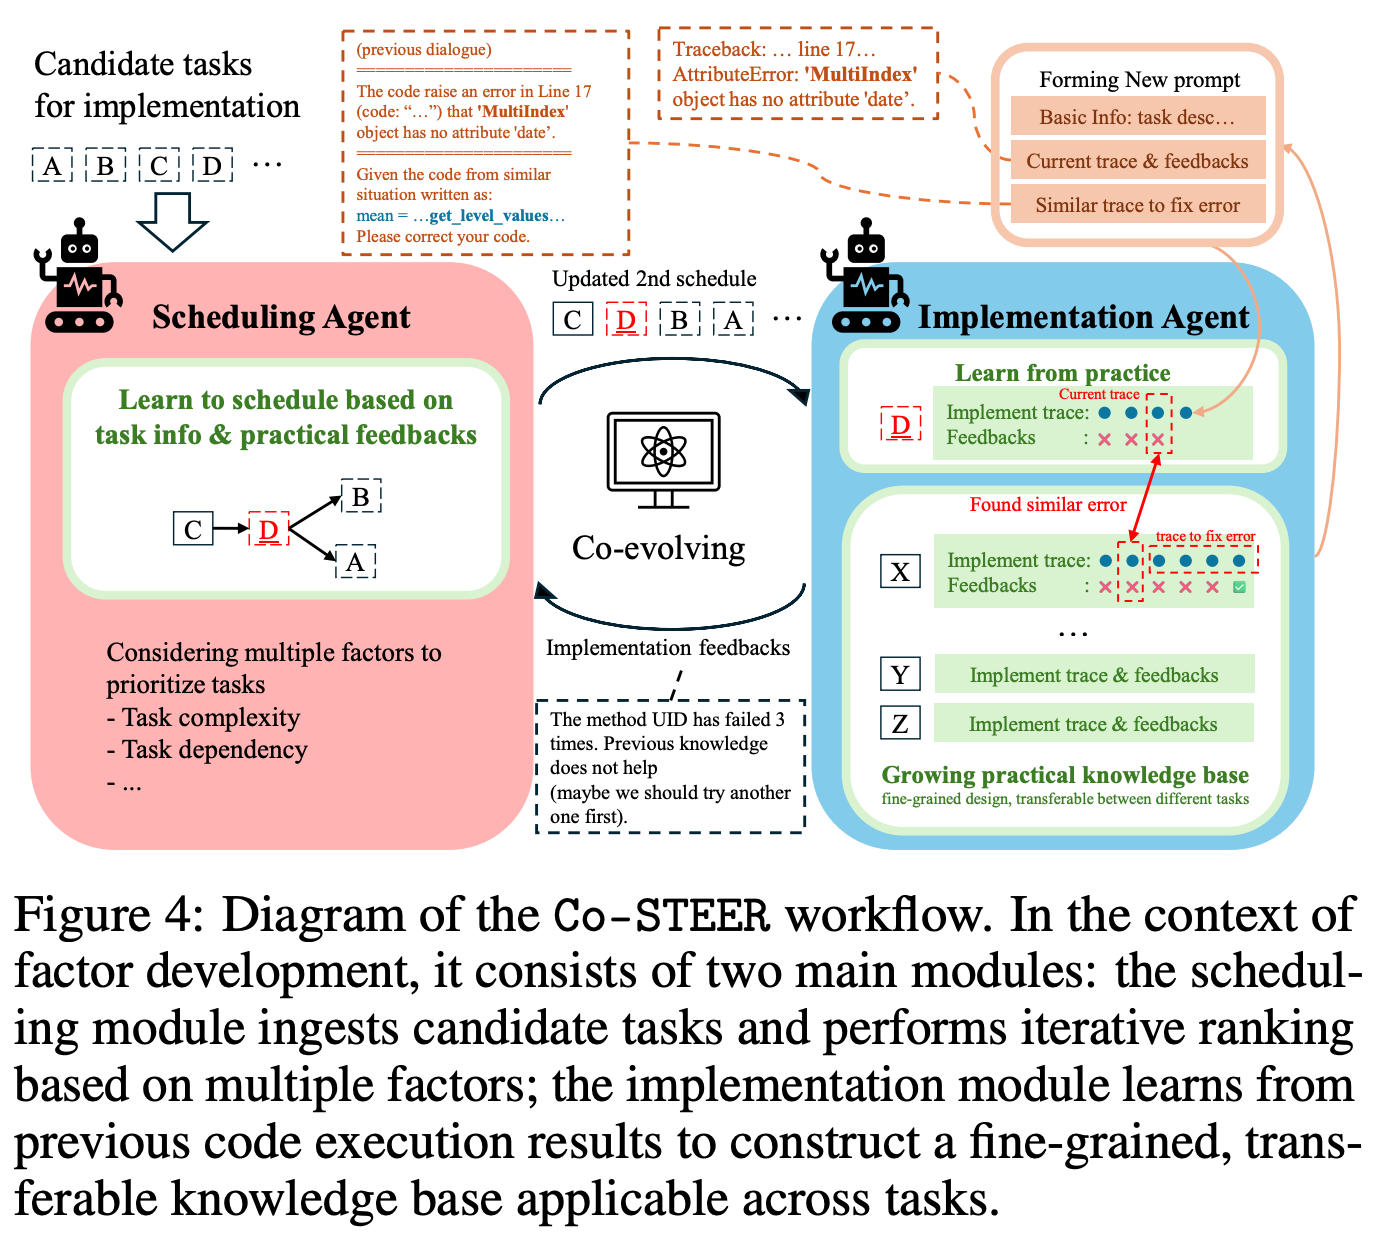 Candidate tasks
for implementation
A B C D ...
(previous dialogue)
======================
The code raise an error in Line 17
(code: “…”) that 'MultiIndex'
object has no attribute 'date’.
======================
Given the code from similar
situation written as:
mean = …get_level_values…
Please correct your code.
Traceback: … line 17…
AttributeError: 'MultiIndex'
object has no attribute 'date’.
Forming New prompt
Basic Info: task desc…
Current trace & feedbacks
Similar trace to fix error
Scheduling Agent
Learn to schedule based on
task info & practical feedbacks
C D B A
Considering multiple factors to
prioritize tasks
- Task complexity
- Task dependency
- ...
Updated 2nd schedule
C D B A ...
Co-evolving
Implementation feedbacks
The method UID has failed 3
times. Previous knowledge
does not help
(maybe we should try another
one first).
Implementation Agent
Learn from practice
Current trace
D Implement trace:
Feedbacks :
Found similar error
trace to fix error
X Implement trace:
Feedbacks :
...
Y Implement trace & feedbacks
Z Implement trace & feedbacks
Growing practical knowledge base
fine-grained design, transferable between different tasks
Figure 4: Diagram of the Co-STEER workflow. In the context of
factor development, it consists of two main modules: the schedul-
ing module ingests candidate tasks and performs iterative ranking
based on multiple factors; the implementation module learns from
previous code execution results to construct a fine-grained, trans-
ferable knowledge base applicable across tasks.